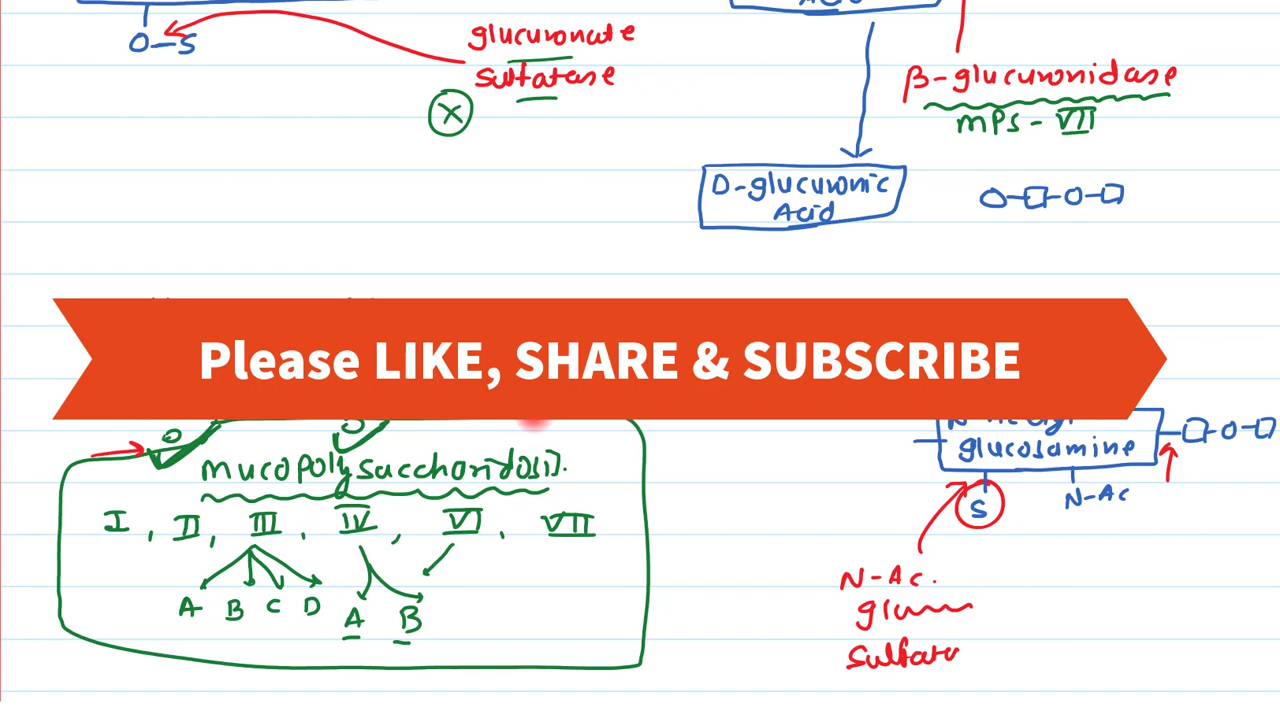 O-S
glucuronate
sulfatase
X
β-glucuronidase
MPS - VII
D-glucuronic
Acid
Please LIKE, SHARE & SUBSCRIBE
glucosamine
S
N-Ac
mucopolysaccharidosis.
I, II, III, IV, VI, VII
A B C D A B
N-Ac.
Sulfate